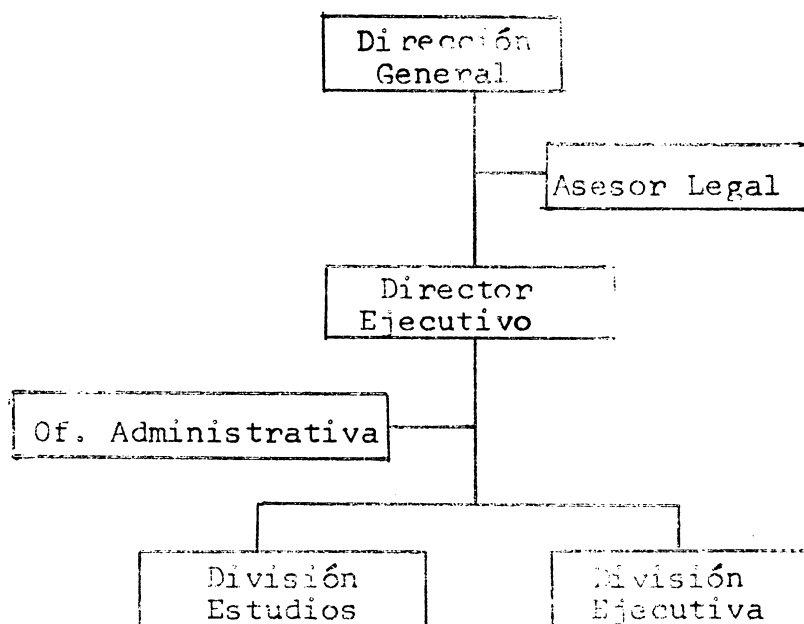 Dirección
General
Asesor Legal
Director
Ejecutivo
Of. Administrativa
División
Estudios
División
Ejecutiva